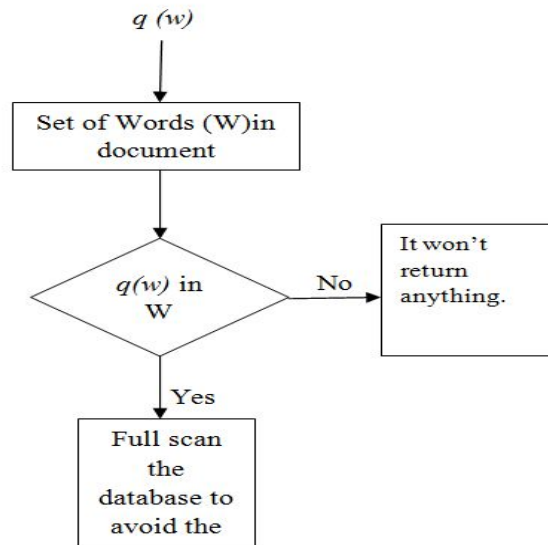 q (w)
Set of Words (W)in
document
q(w) in
W
No
It won’t
return
anything.
Yes
Full scan
the
database to
avoid the